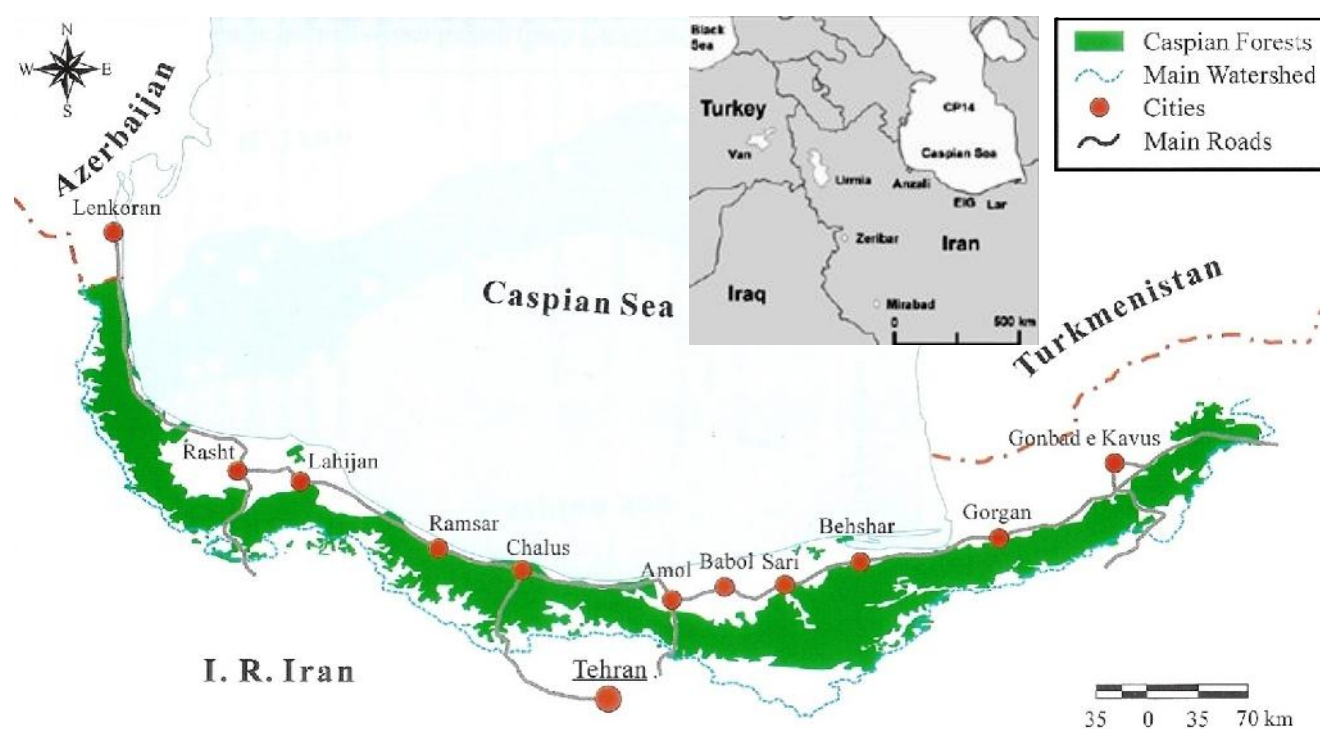 N
W
E
S
Azerbaijan
Lenkoran
Caspian Sea
Turkmenistan
Rasht
Lahijan
Ramsar
Chalus
Amol
Babol
Sari
Behshar
Gorgan
Gonbad e Kavus
Tehran
I. R. Iran
Black
Sea
Turkey
Van
Urmia
CP14
Caspian Sea
Anzali
EIG
Lar
Zeribar
Iran
Iraq
Mirabad
0
500 km
Caspian Forests
Main Watershed
Cities
Main Roads
35 0 35 70 km